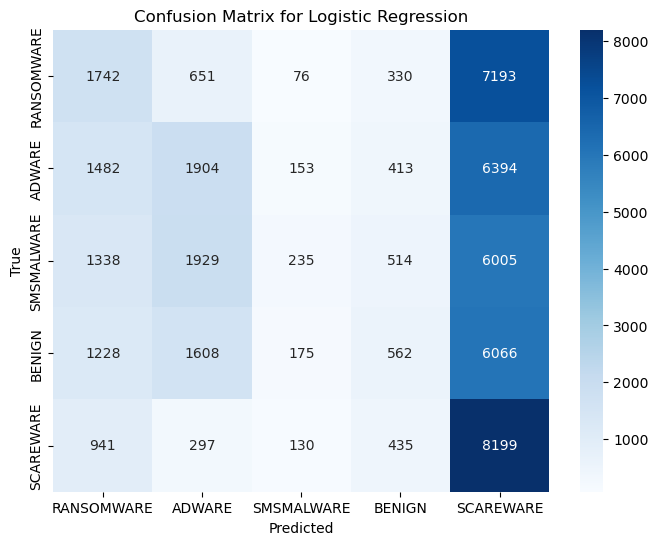 Confusion Matrix for Logistic Regression
RANSOMWARE 1742 651 76 330 7193
ADWARE 1482 1904 153 413 6394
SMSMALWARE 1338 1929 235 514 6005
BENIGN 1228 1608 175 562 6066
SCAREWARE 941 297 130 435 8199
True
RANSOMWARE ADWARE SMSMALWARE BENIGN SCAREWARE
Predicted
8000
7000
6000
5000
4000
3000
2000
1000